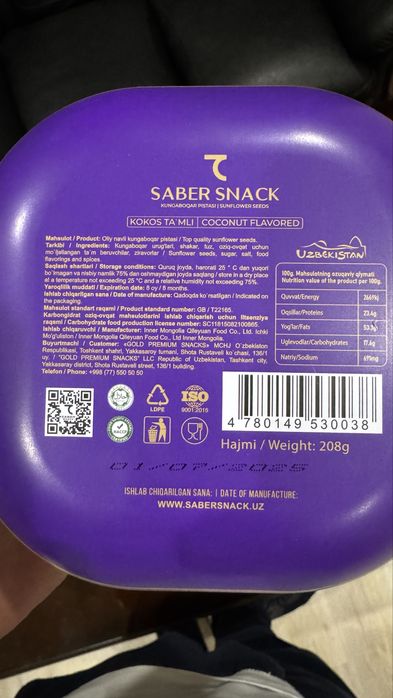 SABER SNACK
KUNGABOQAR PISTASI | SUNFLOWER SEEDS
KOKOS TA'MLI | COCONUT FLAVORED
Mahsulot / Product: Oliy navli kungaboqar pistasi / Top quality sunflower seeds.
Tarkibi / Ingredients: Kungaboqar urug'lari, shakar, tuz, oziq-ovqat uchun
mo'ljallangan ta'm beruvchilar, ziravorlar / Sunflower seeds, sugar, salt, food
flavorings and spices.
Saqlash shartlari / Storage conditions: Quruq joyda, harorati 25 ° C dan yuqori
bo'lmagan va nisbiy namlik 75% dan oshmaydigan joyda saqlang / store in a dry place
at a temperature not exceeding 25 °C and a relative humidity not exceeding 75%.
Yaroqlilik muddati / Expiration date: 8 oy / 8 months.
Ishlab chiqarilgan sana / Date of manufacture: Qadoqda ko'rsatilgan / Indicated on
the packaging
Mahsulot standart raqami / Product standard number: GB / T22165.
Karbongidrat oziq-ovqat mahsulotlarini ishlab chiqarish uchun litsenziya
raqami / Carbohydrate food production license number: SC11815082100865.
Ishlab chiqaruvchi / Manufacturer: Inner Mongolia Qifeyuan Food Co., Ltd. Ichki
Mo'g'uliston / Inner Mongolia Qifeyuan Food Co., Ltd Inner Mongolia.
Buyurtmachi / Customer: «GOLD PREMIUM SNACKS» MCHJ O'zbekiston
Respublikasi, Toshkent shahri, Yakkasaroy tumani, Shota Rustaveli ko'chasi, 136/1
uy. / "GOLD PREMIUM SNACKS" LLC Republic of Uzbekistan, Tashkent city,
Yakkasaray district, Shota Rustaveli street, 136/1 building.
Telefon / Phone: +998 (77) 550 50 50
UZBEKISTAN
100g. Mahsulotning ozuqaviy qiymati
Nutrition value of the product per 100g.
Quvvat/Energy 2669kj
Oqsillar/Proteins 23.4g
Yog'lar/Fats 53.3g
Uglevodlar/Carbohydrates 17.6g
Natriy/Sodium 691mg
HACCP
LDPE
ISO
9001:2015
4 780149 530038
Hajmi / Weight: 208g
ISHLAB CHIQARILGAN SANA: | DATE OF MANUFACTURE:
WWW.SABERSNACK.UZ